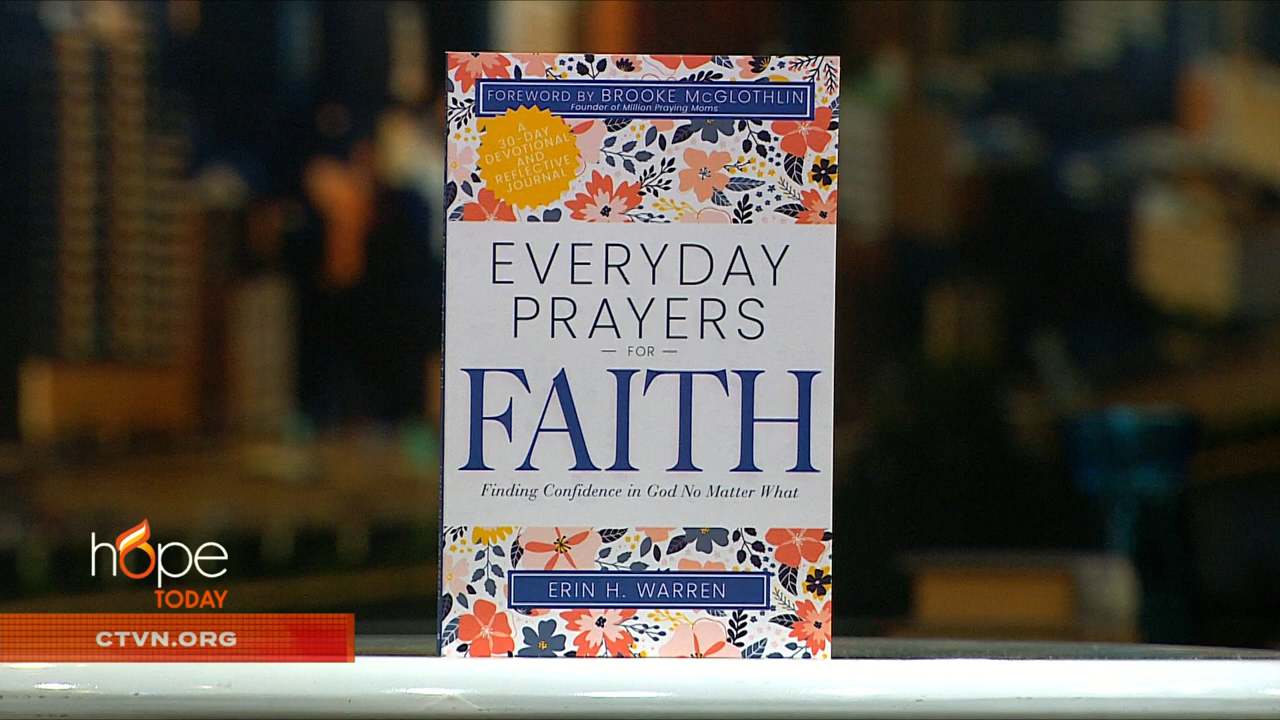 FOREWORD BY BROOKE McGLOTHLIN
Founder of Million Praying Moms
A
30-DAY
DEVOTIONAL
AND
REFLECTIVE
JOURNAL
EVERYDAY
PRAYERS
— FOR —
FAITH
Finding Confidence in God No Matter What
ERIN H. WARREN
hope
TODAY
CTVN.ORG